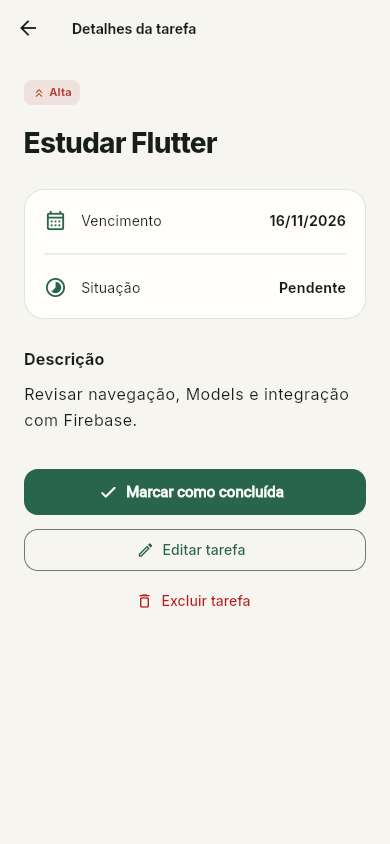 Detalhes da tarefa
Alta
Estudar Flutter
Vencimento 16/11/2026
Situação Pendente
Descrição
Revisar navegação, Models e integração
com Firebase.
Marcar como concluída
Editar tarefa
Excluir tarefa